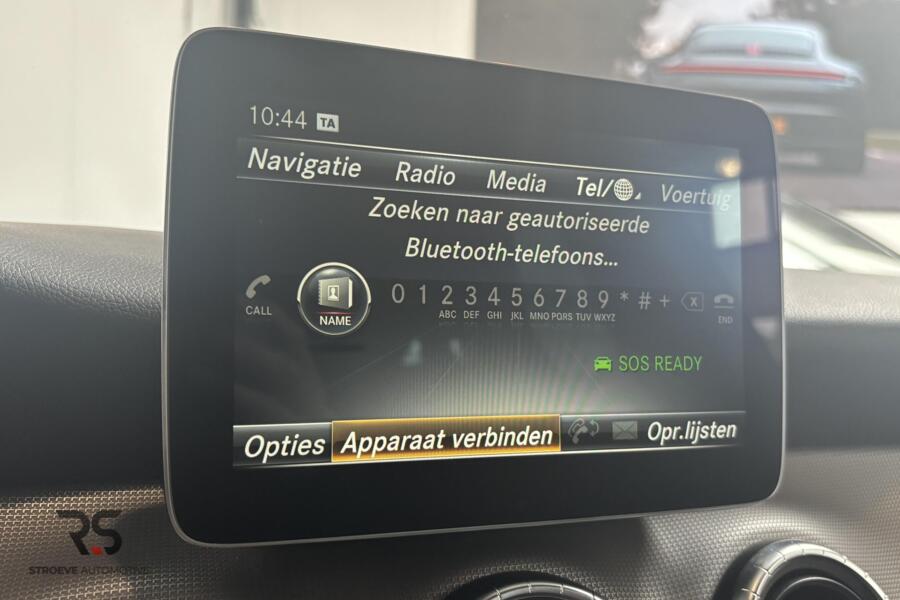 10:44 TA
Navigatie Radio Media Tel/ Voertuig
Zoeken naar geautoriseerde
Bluetooth-telefoons...
CALL NAME 0 1 2 3 4 5 6 7 8 9 * # + X END
ABC DEF GHI JKL MNO PQRS TUV WXYZ
SOS READY
Opties Apparaat verbinden Opr.lijsten
RS
STROEVE AUTOMOTIVE